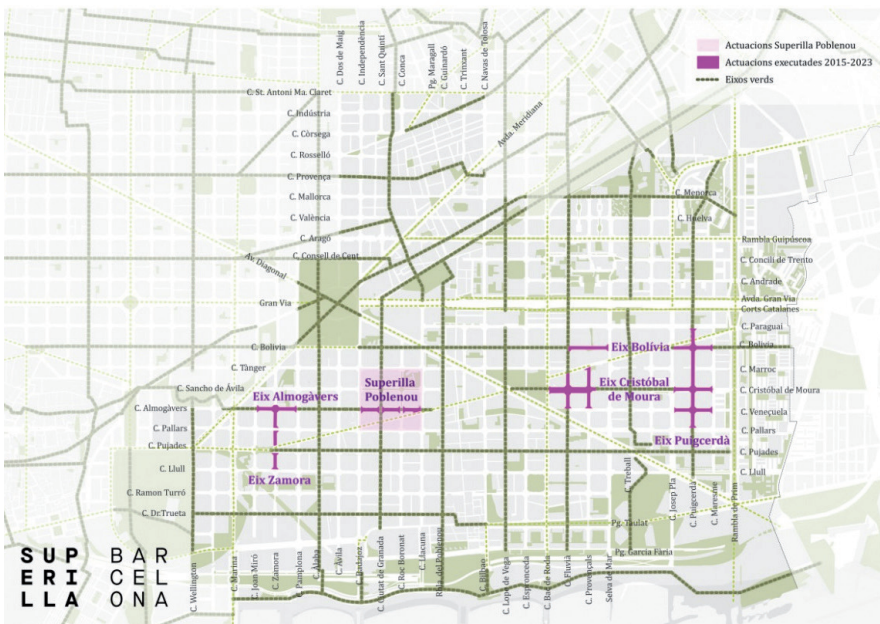 C. Dos de Maig
C. Independència
C. Sant Quintí
C. Conca
Pg. Maragall
C. Guinardó
C. Trinxant
C. Navas de Tolosa
Actuacions Superilla Poblenou
Actuacions executades 2015-2023
Eixos verds
C. St. Antoni Ma. Claret
C. Indústria
C. Còrsega
C. Rosselló
C. Provença
C. Mallorca
C. València
C. Aragó
C. Consell de Cent
Avda. Meridiana
Av. Diagonal
Gran Via
C. Menorca
C. Huelva
Rambla Guipúscoa
C. Concili de Trento
C. Andrade
Avda. Gran Via
Corts Catalanes
C. Paraguai
C. Bolívia
C. Bolívia
Eix Bolívia
C. Tànger
C. Marroc
C. Sancho de Ávila
Superilla
Poblenou
Eix Almogàvers
Eix Cristóbal
de Moura
C. Cristóbal de Moura
C. Almogàvers
C. Veneçuela
C. Pallars
C. Pallars
C. Pujades
Eix Puigcerdà
C. Pujades
C. Llull
C. Llull
Eix Zamora
C. Ramon Turró
C. Dr.Trueta
C. Treball
C. Josep Pla
C. Puigcerdà
C. Maresme
Rambla de Prim
Pg. Taulat
Pg. Garcia Fària
C. Wellington
C. Marina
C. Joan Miró
C. Zamora
C. Pamplona
C. Àlaba
C. Àvila
C. Badajoz
C. Ciutat de Granada
C. Roc Boronat
C. Llacuna
Rbla. del Poblenou
C. Bilbao
C. Lope de Vega
C. Espronceda
C. Bac de Roda
C. Fluvià
C. Provençals
Selva de Mar
SUP BAR
ERI CEL
LLA ONA